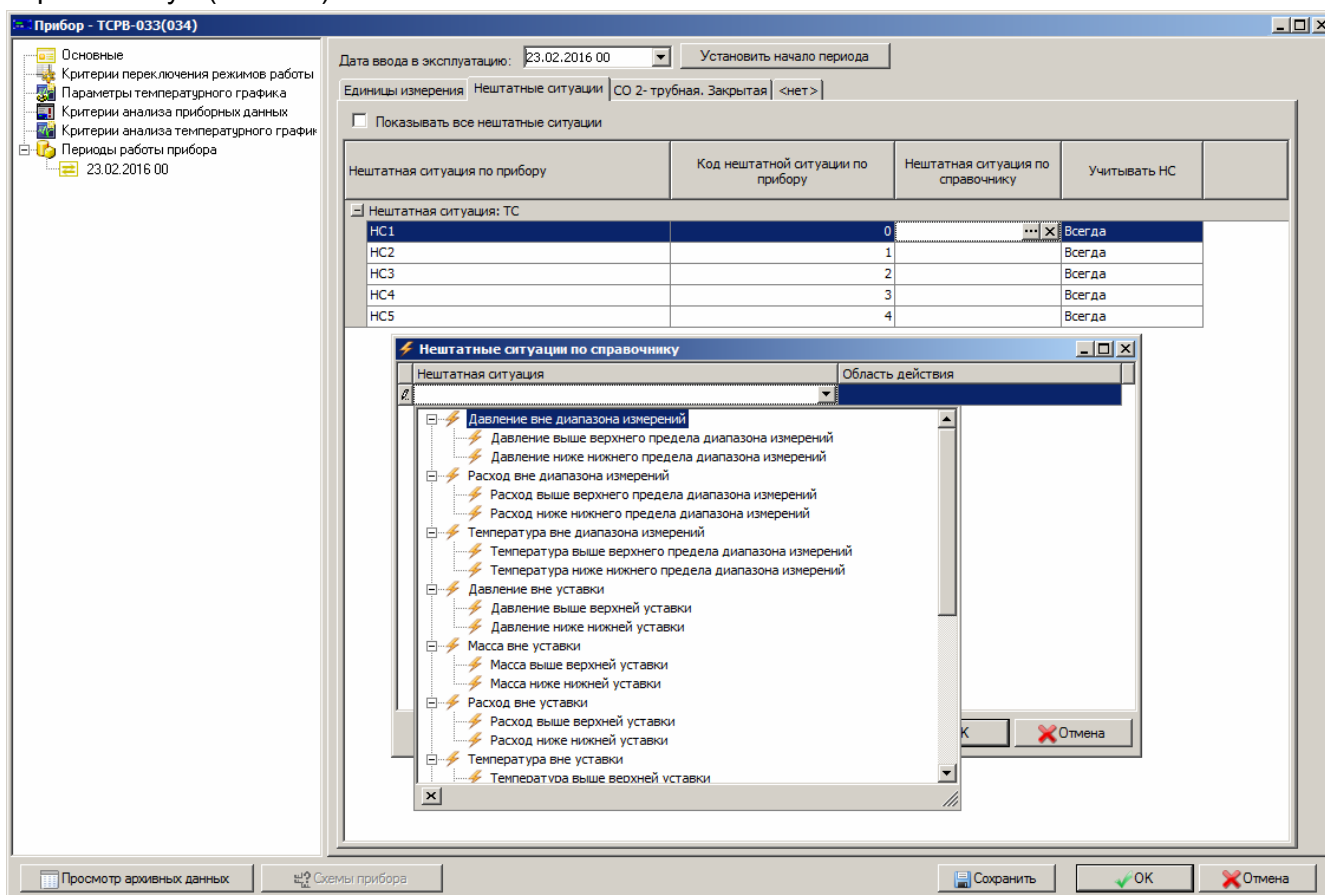 Прибор - ТСРВ-033(034)
Основные
Критерии переключения режимов работы
Параметры температурного графика
Критерии анализа приборных данных
Критерии анализа температурного график
Периоды работы прибора
23.02.2016 00
Дата ввода в эксплуатацию: 23.02.2016 00 Установить начало периода
Единицы измерения Нештатные ситуации СО 2- трубная. Закрытая <нет>
Показывать все нештатные ситуации
Нештатная ситуация по прибору Код нештатной ситуации по прибору Нештатная ситуация по справочнику Учитывать НС
Нештатная ситуация: ТС
НС1 0 Всегда
НС2 1 Всегда
НС3 2 Всегда
НС4 3 Всегда
НС5 4 Всегда
Нештатные ситуации по справочнику
Нештатная ситуация Область действия
Давление вне диапазона измерений
Давление выше верхнего предела диапазона измерений
Давление ниже нижнего предела диапазона измерений
Расход вне диапазона измерений
Расход выше верхнего предела диапазона измерений
Расход ниже нижнего предела диапазона измерений
Температура вне диапазона измерений
Температура выше верхнего предела диапазона измерений
Температура ниже нижнего предела диапазона измерений
Давление вне уставки
Давление выше верхней уставки
Давление ниже нижней уставки
Масса вне уставки
Масса выше верхней уставки
Масса ниже нижней уставки
Расход вне уставки
Расход выше верхней уставки
Расход ниже нижней уставки
Температура вне уставки
Температура выше верхней уставки
К Отмена
Просмотр архивных данных Схемы прибора Сохранить ОК Отмена